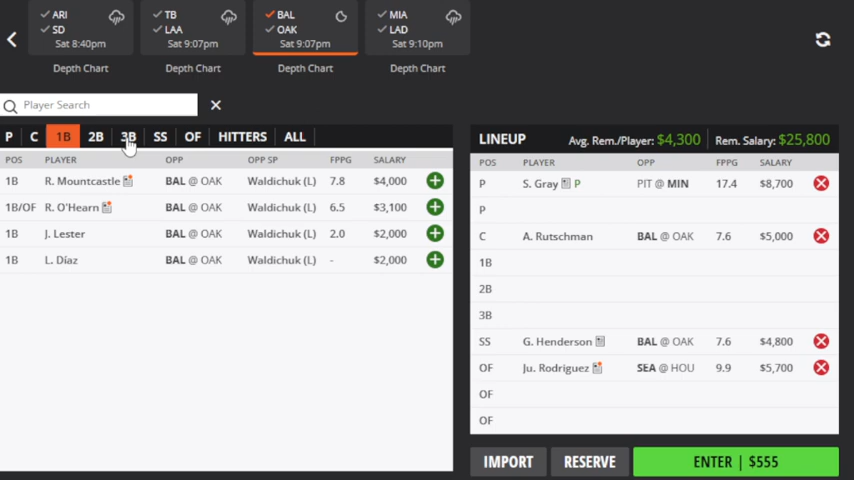 ARI TB BAL MIA
SD LAA OAK LAD
Sat 8:40pm Sat 9:07pm Sat 9:07pm Sat 9:10pm
Depth Chart Depth Chart Depth Chart Depth Chart
Player Search
P C 1B 2B 3B SS OF HITTERS ALL
POS PLAYER OPP OPP SP FPPG SALARY
1B R. Mountcastle BAL @ OAK Waldichuk (L) 7.8 $4,000
1B/OF R. O'Hearn BAL @ OAK Waldichuk (L) 6.5 $3,100
1B J. Lester BAL @ OAK Waldichuk (L) 2.0 $2,000
1B L. Díaz BAL @ OAK Waldichuk (L) - $2,000
LINEUP Avg. Rem./Player: $4,300 Rem. Salary: $25,800
POS PLAYER OPP FPPG SALARY
P S. Gray P PIT @ MIN 17.4 $8,700
P
C A. Rutschman BAL @ OAK 7.6 $5,000
1B
2B
3B
SS G. Henderson BAL @ OAK 7.6 $4,800
OF Ju. Rodriguez SEA @ HOU 9.9 $5,700
OF
OF
IMPORT RESERVE ENTER | $555